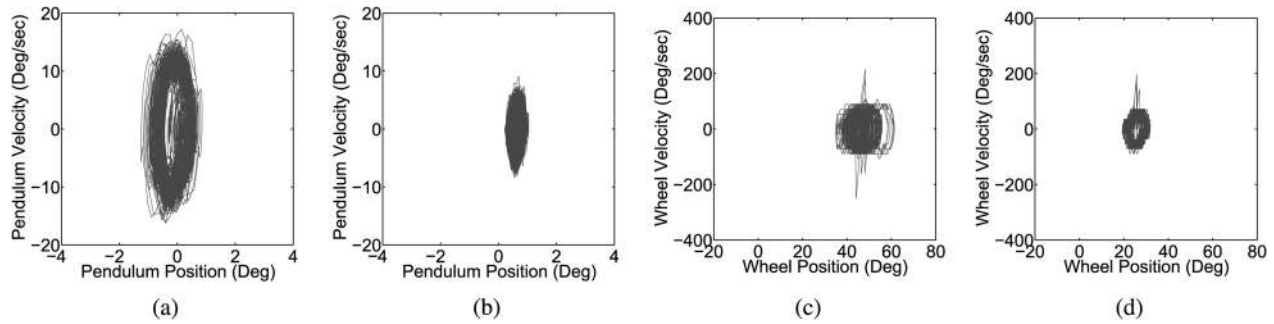 20
10
0
−10
−20
Pendulum Velocity (Deg/sec)
−4 −2 0 2 4
Pendulum Position (Deg)
(a)
20
10
0
−10
−20
Pendulum Velocity (Deg/sec)
−4 −2 0 2 4
Pendulum Position (Deg)
(b)
400
200
0
−200
−400
Wheel Velocity (Deg/sec)
−20 0 20 40 60 80
Wheel Position (Deg)
(c)
400
200
0
−200
−400
Wheel Velocity (Deg/sec)
−20 0 20 40 60 80
Wheel Position (Deg)
(d)